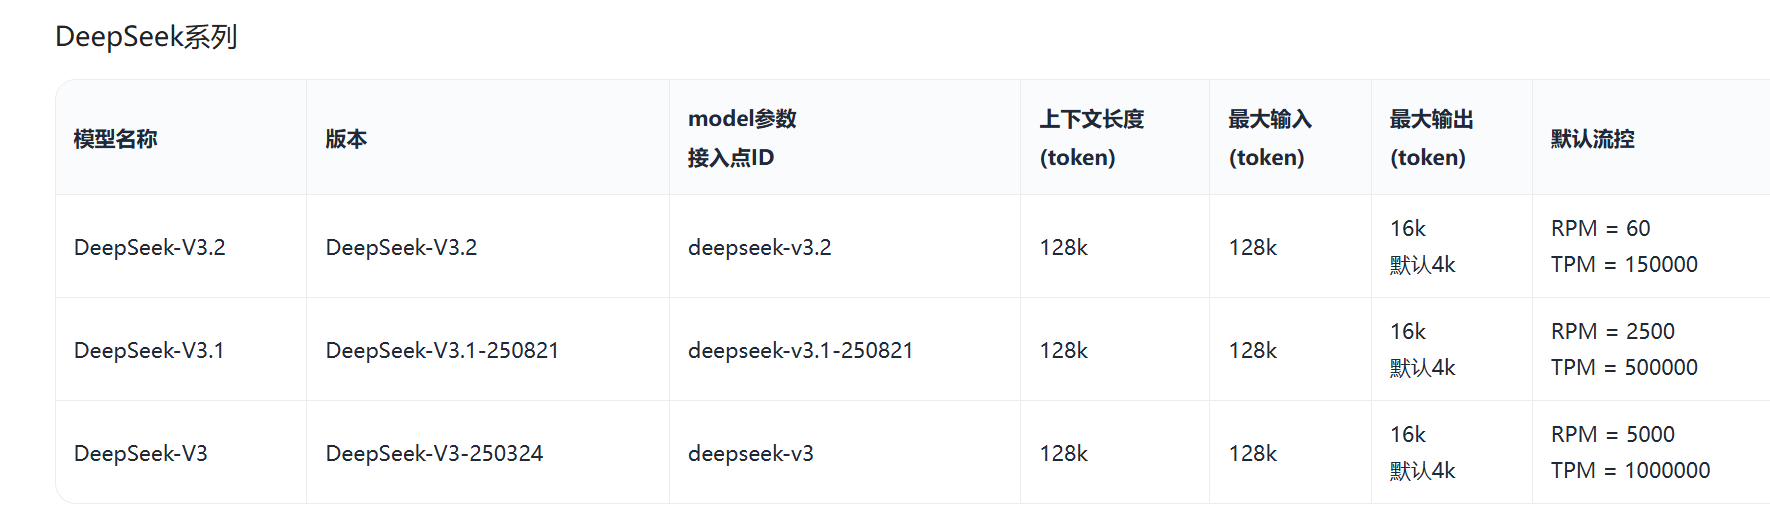 DeepSeek系列
模型名称
版本
model参数
接入点ID
上下文长度
(token)
最大输入
(token)
最大输出
(token)
默认流控
DeepSeek-V3.2
DeepSeek-V3.2
deepseek-v3.2
128k
128k
16k
默认4k
RPM = 60
TPM = 150000
DeepSeek-V3.1
DeepSeek-V3.1-250821
deepseek-v3.1-250821
128k
128k
16k
默认4k
RPM = 2500
TPM = 500000
DeepSeek-V3
DeepSeek-V3-250324
deepseek-v3
128k
128k
16k
默认4k
RPM = 5000
TPM = 1000000